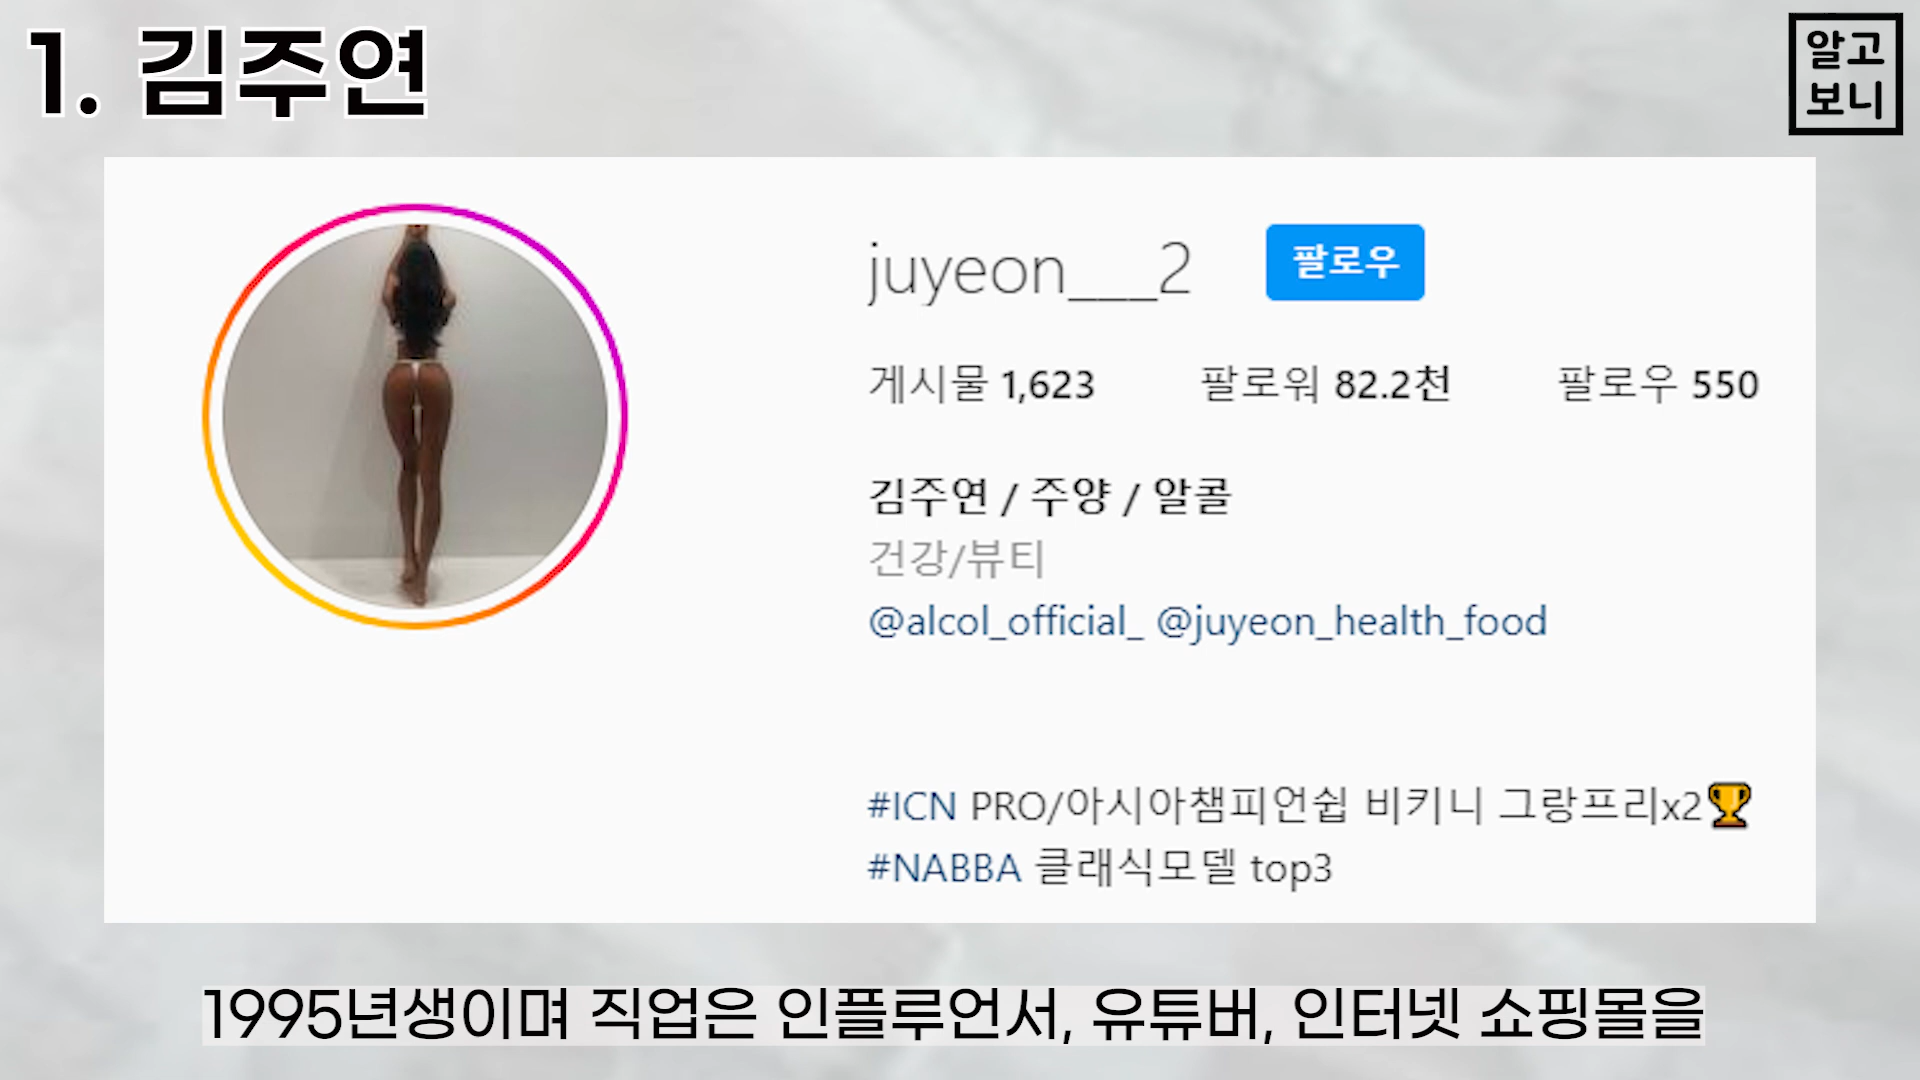 1. 김주연
알고
보니
juyeon___2
팔로우
게시물 1,623 팔로워 82.2천 팔로우 550
김주연 / 주양 / 알콜
건강/뷰티
@alcol_official_ @juyeon_health_food
#ICN PRO/아시아챔피언쉽 비키니 그랑프리x2🏆
#NABBA 클래식모델 top3
1995년생이며 직업은 인플루언서, 유튜버, 인터넷 쇼핑몰을